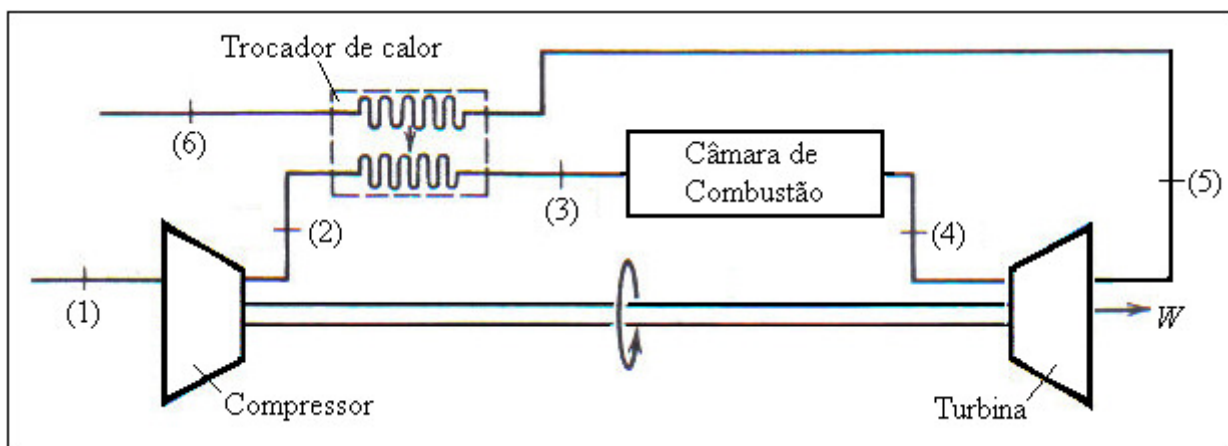 Trocador de calor
(6)
Câmara de
Combustão
(3)
(5)
(2)
(4)
(1)
W
Compressor
Turbina